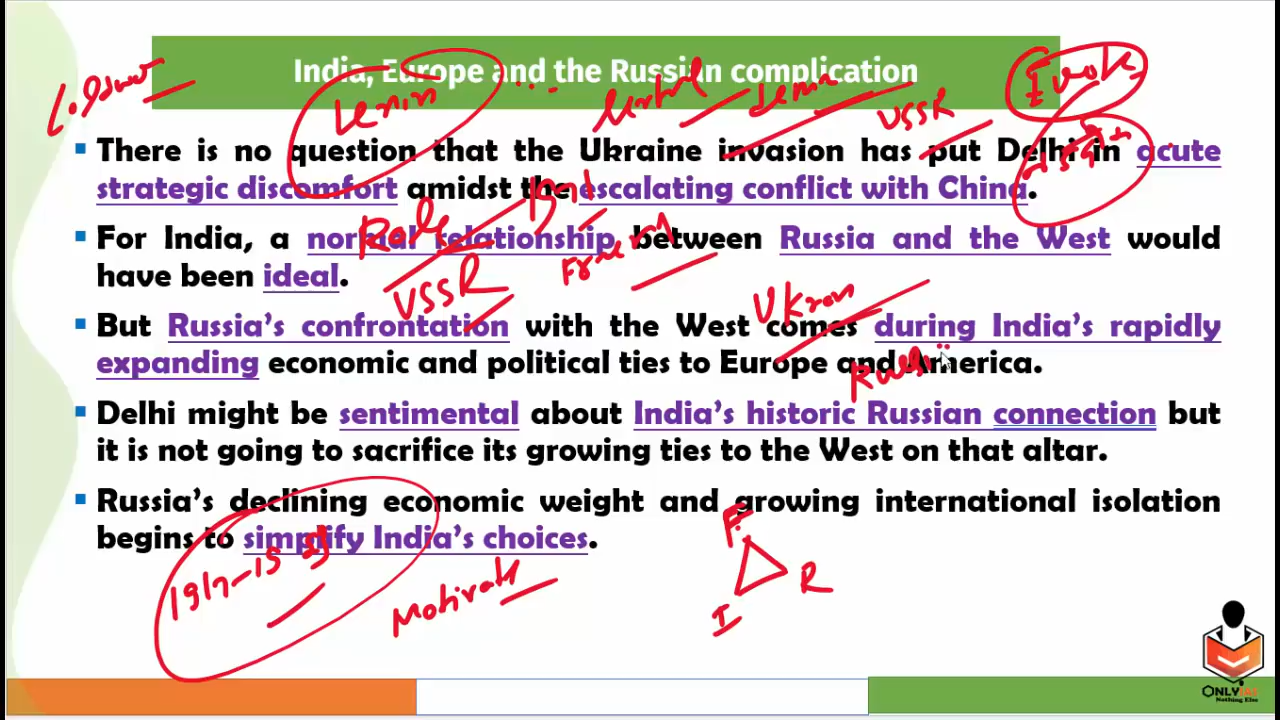 India, Europe and the Russian complication
Lenin
USSR
There is no question that the Ukraine invasion has put Delhi in acute
strategic discomfort amidst the escalating conflict with China.
Role
For India, a normal relationship between Russia and the West would
have been ideal.
USSR
Ukran
But Russia's confrontation with the West comes during India's rapidly
expanding economic and political ties to Europe and America.
Delhi might be sentimental about India's historic Russian connection but
it is not going to sacrifice its growing ties to the West on that altar.
Russia's declining economic weight and growing international isolation
begins to simplify India's choices.
R
I
ONLYIAS
Nothing Else